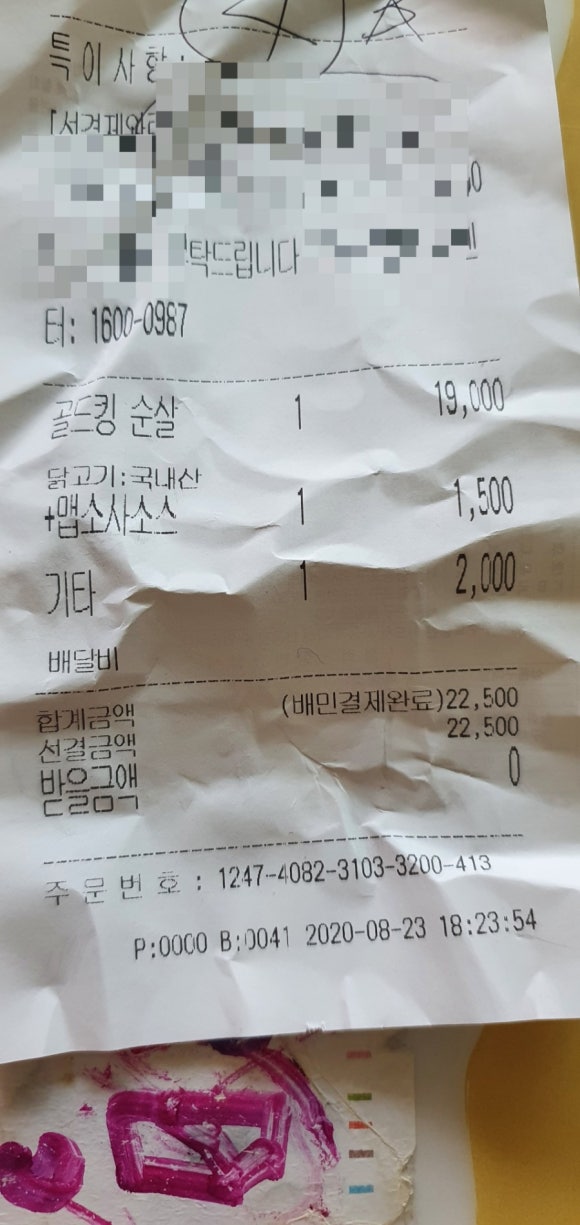 특 이 사 항 :
탁드립니다
터: 1600-0987
골드킹 순살 1 19,000
닭고기:국내산
+맵소사소스 1 1,500
기타 1 2,000
배달비
합계금액 (배민결제완료)22,500
선결금액 22,500
받을금액 0
주 문 번 호 : 1247-4082-3103-3200-413
P:0000 B:0041 2020-08-23 18:23:54